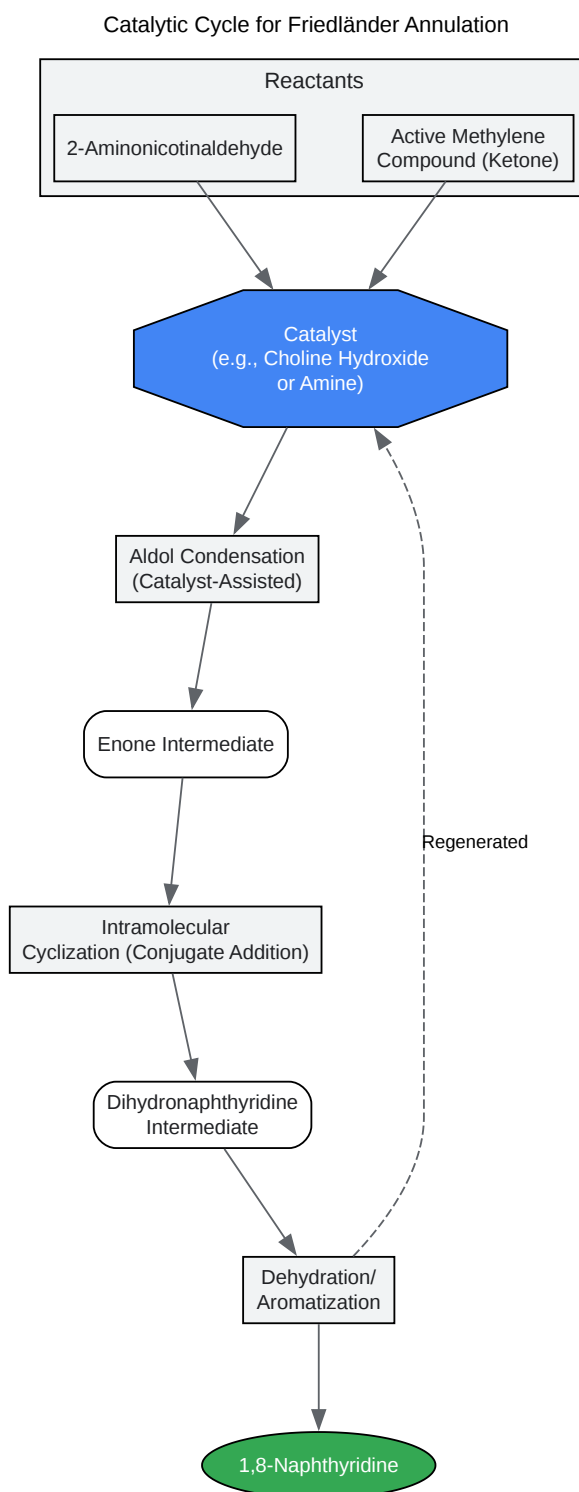 Catalytic Cycle for Friedländer Annulation
Reactants
2-Aminonicotinaldehyde
Active Methylene
Compound (Ketone)
Catalyst
(e.g., Choline Hydroxide
or Amine)
Aldol Condensation
(Catalyst-Assisted)
Enone Intermediate
Regenerated
Intramolecular
Cyclization (Conjugate Addition)
Dihydronaphthyridine
Intermediate
Dehydration/
Aromatization
1,8-Naphthyridine